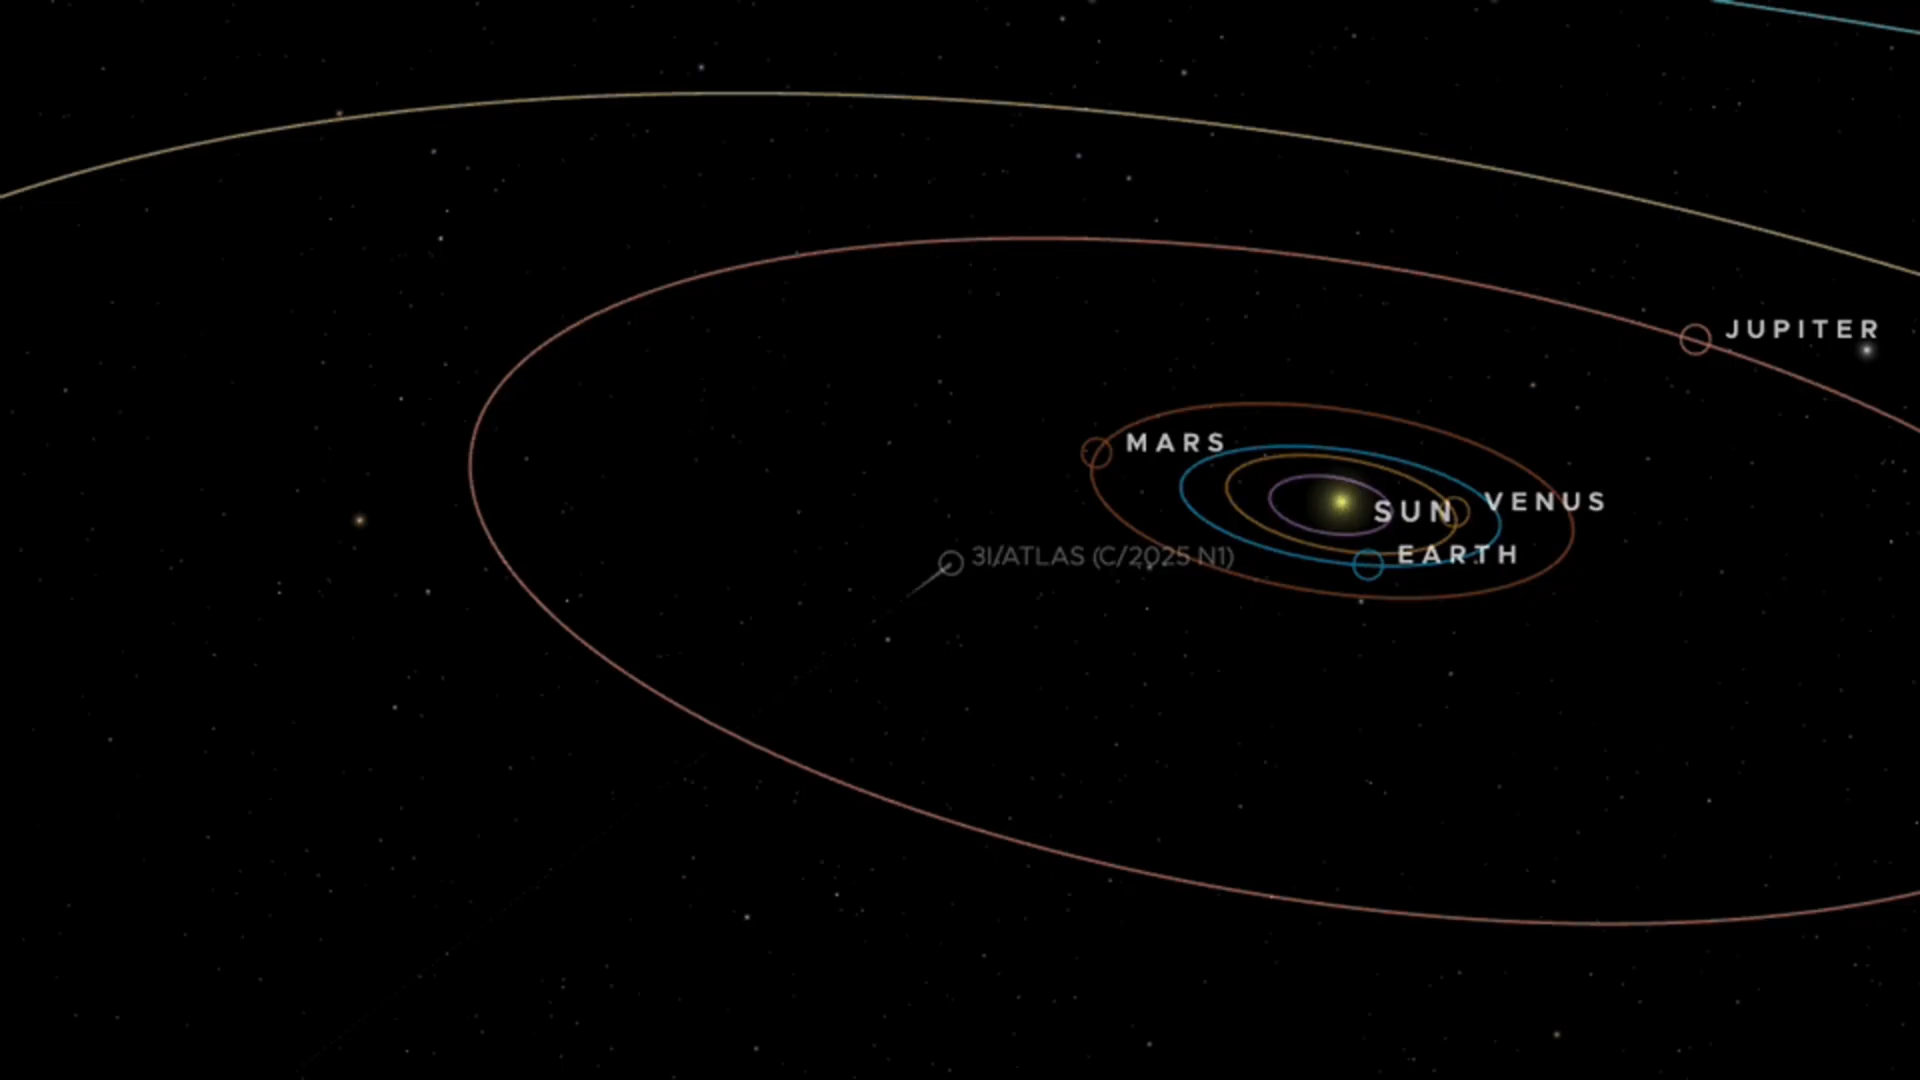 JUPITER
MARS
VENUS
SUN
EARTH
3I/ATLAS (C/2025 N1)